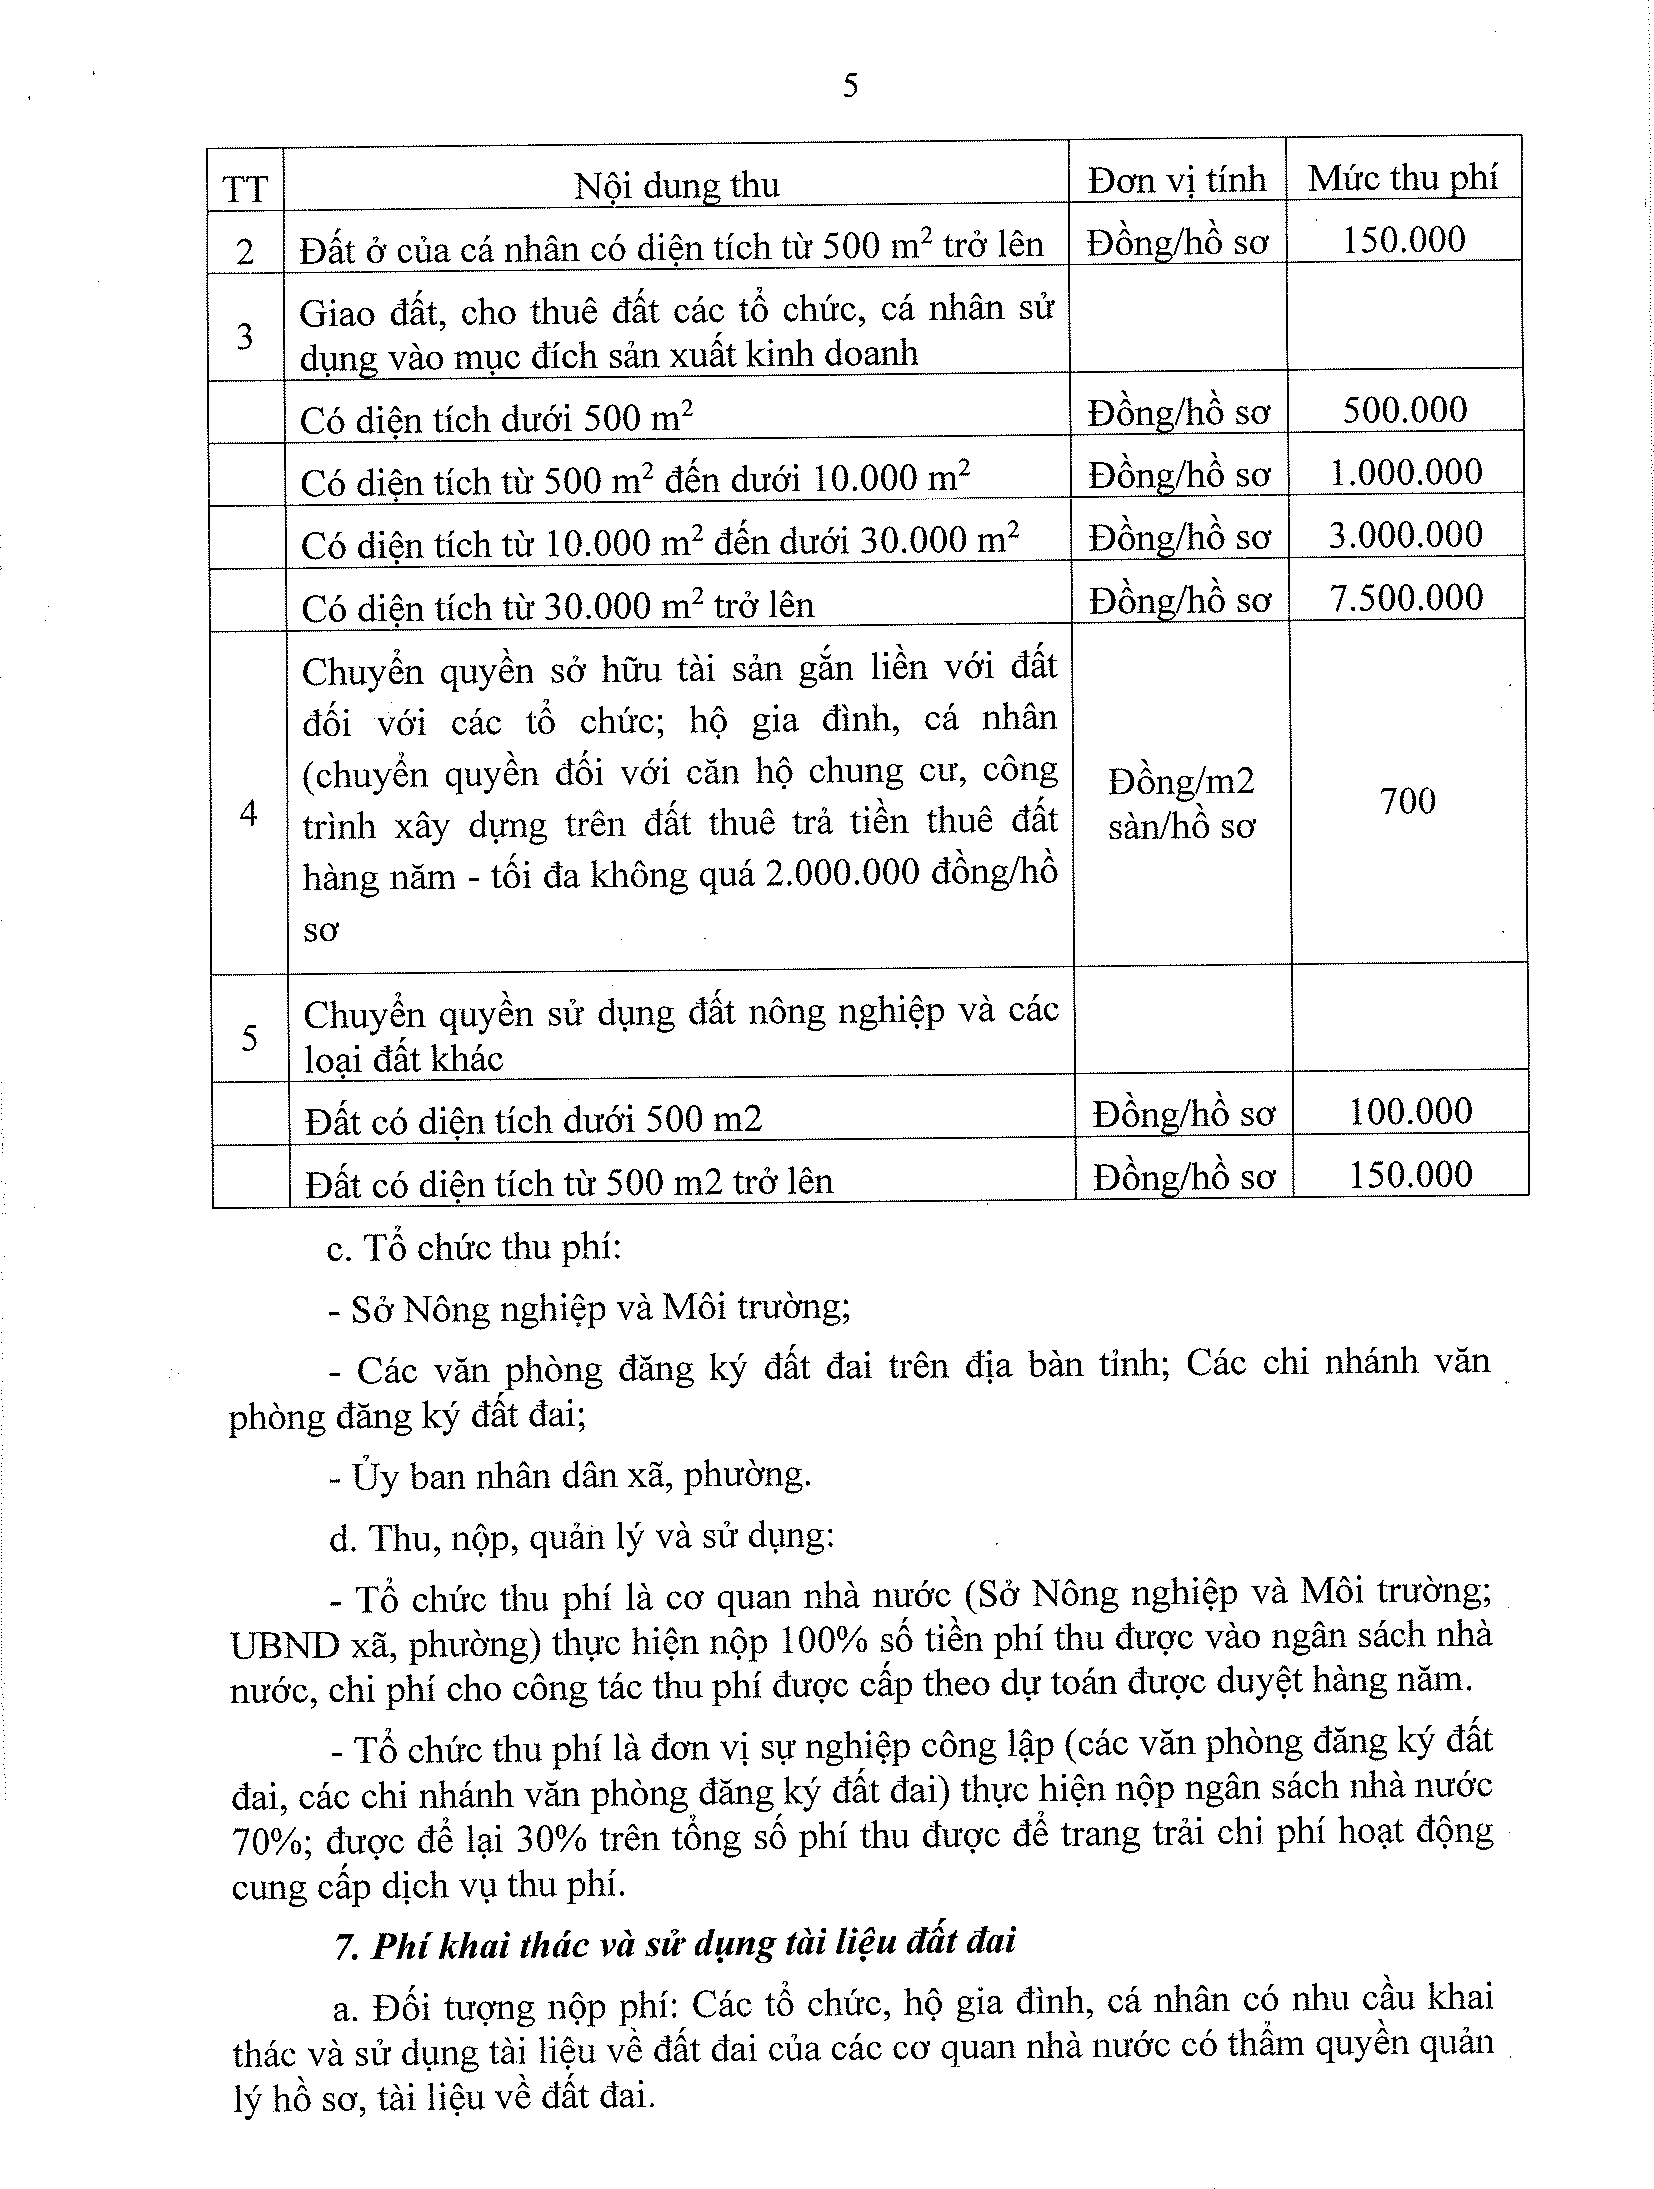 5
TT Nội dung thu Đơn vị tính Mức thu phí
2 Đất ở của cá nhân có diện tích từ 500 m² trở lên Đồng/hồ sơ 150.000
3 Giao đất, cho thuê đất các tổ chức, cá nhân sử
dụng vào mục đích sản xuất kinh doanh
Có diện tích dưới 500 m² Đồng/hồ sơ 500.000
Có diện tích từ 500 m² đến dưới 10.000 m² Đồng/hồ sơ 1.000.000
Có diện tích từ 10.000 m² đến dưới 30.000 m² Đồng/hồ sơ 3.000.000
Có diện tích từ 30.000 m² trở lên Đồng/hồ sơ 7.500.000
4 Chuyển quyền sở hữu tài sản gắn liền với đất
đối với các tổ chức; hộ gia đình, cá nhân
(chuyển quyền đối với căn hộ chung cư, công
trình xây dựng trên đất thuê trả tiền thuê đất
hàng năm - tối đa không quá 2.000.000 đồng/hồ
sơ
Đồng/m2
sàn/hồ sơ
700
5 Chuyển quyền sử dụng đất nông nghiệp và các
loại đất khác
Đất có diện tích dưới 500 m2 Đồng/hồ sơ 100.000
Đất có diện tích từ 500 m2 trở lên Đồng/hồ sơ 150.000
c. Tổ chức thu phí:
- Sở Nông nghiệp và Môi trường;
- Các văn phòng đăng ký đất đai trên địa bàn tỉnh; Các chi nhánh văn
phòng đăng ký đất đai;
- Ủy ban nhân dân xã, phường.
d. Thu, nộp, quản lý và sử dụng:
- Tổ chức thu phí là cơ quan nhà nước (Sở Nông nghiệp và Môi trường;
UBND xã, phường) thực hiện nộp 100% số tiền phí thu được vào ngân sách nhà
nước, chi phí cho công tác thu phí được cấp theo dự toán được duyệt hàng năm.
- Tổ chức thu phí là đơn vị sự nghiệp công lập (các văn phòng đăng ký đất
đai, các chi nhánh văn phòng đăng ký đất đai) thực hiện nộp ngân sách nhà nước
70%; được để lại 30% trên tổng số phí thu được để trang trải chi phí hoạt động
cung cấp dịch vụ thu phí.
7. Phí khai thác và sử dụng tài liệu đất đai
a. Đối tượng nộp phí: Các tổ chức, hộ gia đình, cá nhân có nhu cầu khai
thác và sử dụng tài liệu về đất đai của các cơ quan nhà nước có thẩm quyền quản
lý hồ sơ, tài liệu về đất đai.